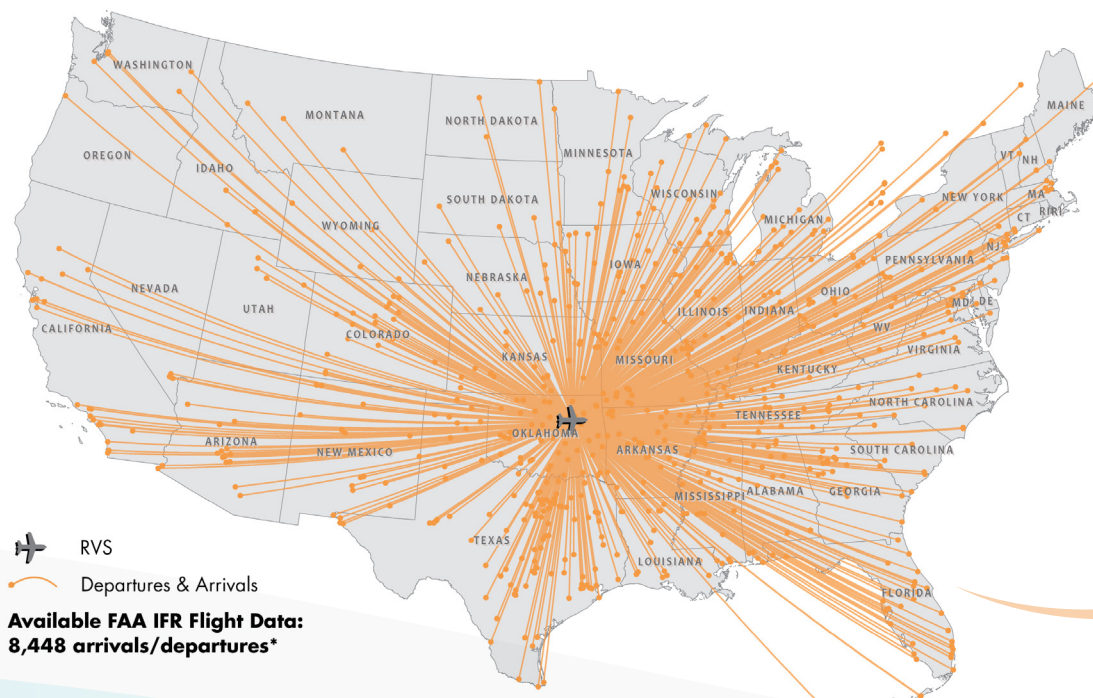 WASHINGTON
MAINE
MONTANA
NORTH DAKOTA
OREGON
MINNESOTA
VT
NH
IDAHO
WISCONSIN
MA
NEW YORK
SOUTH DAKOTA
RIRI
CT
MICHIGAN
WYOMING
NJ
PENNSYLVANIA
IOWA
NEBRASKA
NEVADA
OHIO
MD
DE
UTAH
ILLINOIS
INDIANA
CALIFORNIA
COLORADO
WV
VIRGINIA
KANSAS
MISSOURI
KENTUCKY
NORTH CAROLINA
TENNESSEE
OKLAHOMA
ARIZONA
NEW MEXICO
ARKANSAS
SOUTH CAROLINA
MISSISSIPPI
ALABAMA
GEORGIA
TEXAS
LOUISIANA
FLORIDA
RVS
Departures & Arrivals
Available FAA IFR Flight Data:
8,448 arrivals/departures*